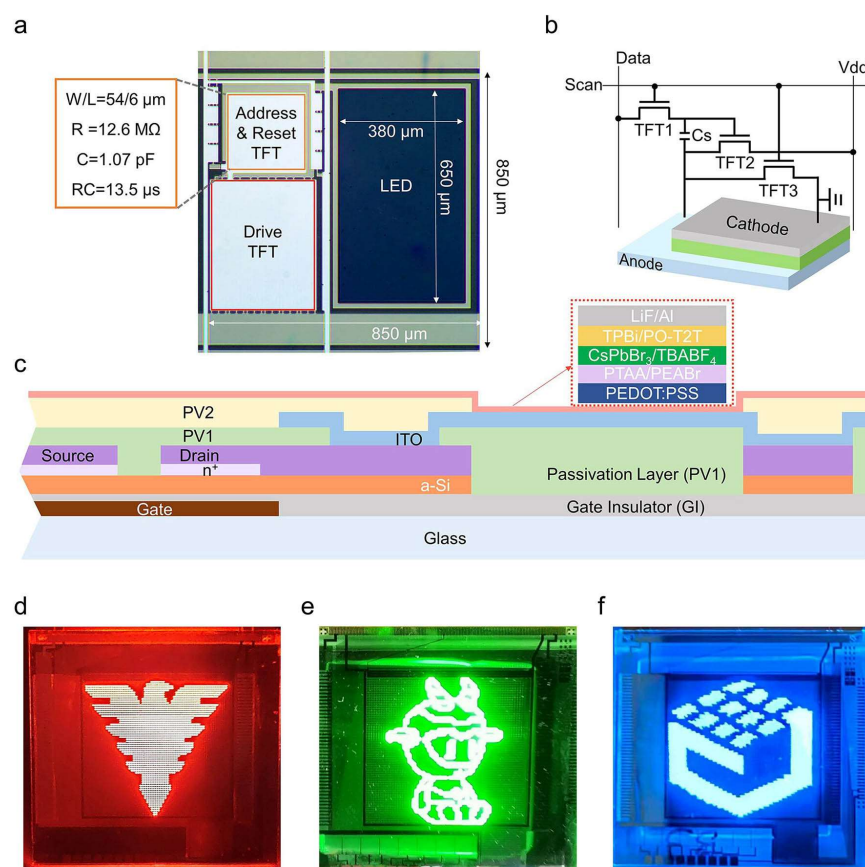 a
W/L=54/6 μm
R =12.6 MΩ
C=1.07 pF
RC=13.5 μs
Address
& Reset
TFT
Drive
TFT
380 μm
650 μm
LED
850 μm
850 μm
b
Data
Vdd
Scan
TFT1
Cs
TFT2
TFT3
Cathode
Anode
LiF/Al
TPBi/PO-T2T
CsPbBr₃/TBABF₄
PTAA/PEABr
PEDOT:PSS
c
PV2
PV1
ITO
Source
Drain
n⁺
Passivation Layer (PV1)
a-Si
Gate
Gate Insulator (GI)
Glass
d
e
f